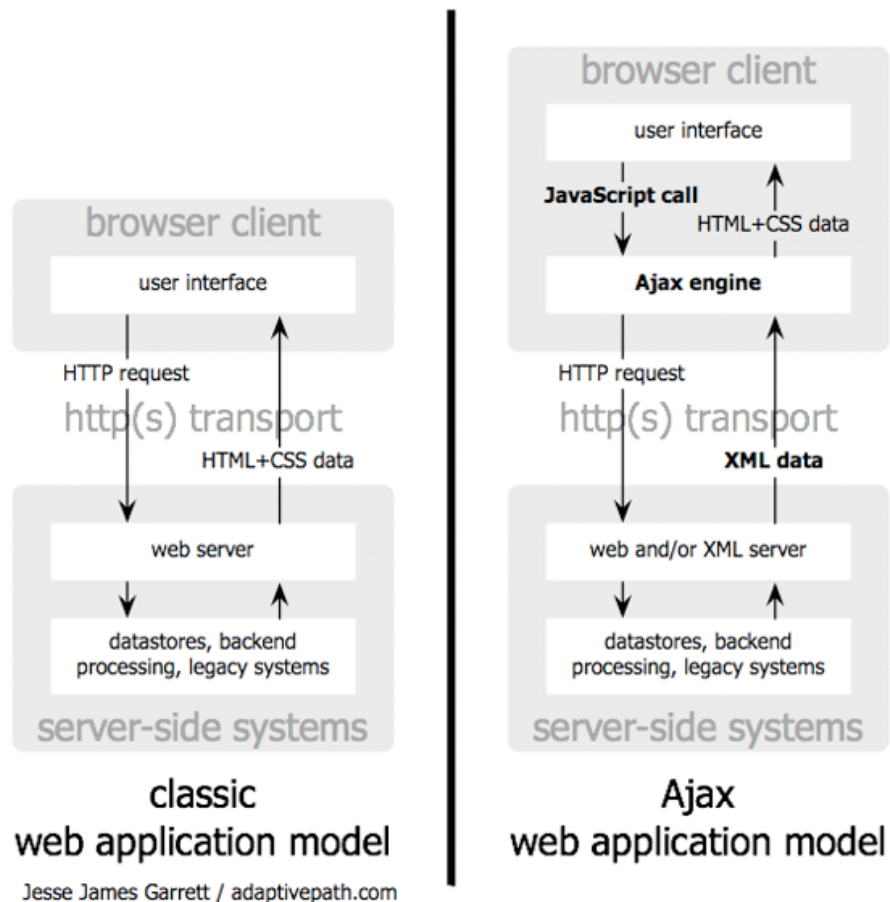 browser client
user interface
HTTP request
http(s) transport
HTML+CSS data
web server
datastores, backend
processing, legacy systems
server-side systems
classic
web application model
Jesse James Garrett / adaptivepath.com
browser client
user interface
JavaScript call
HTML+CSS data
Ajax engine
HTTP request
http(s) transport
XML data
web and/or XML server
datastores, backend
processing, legacy systems
server-side systems
Ajax
web application model